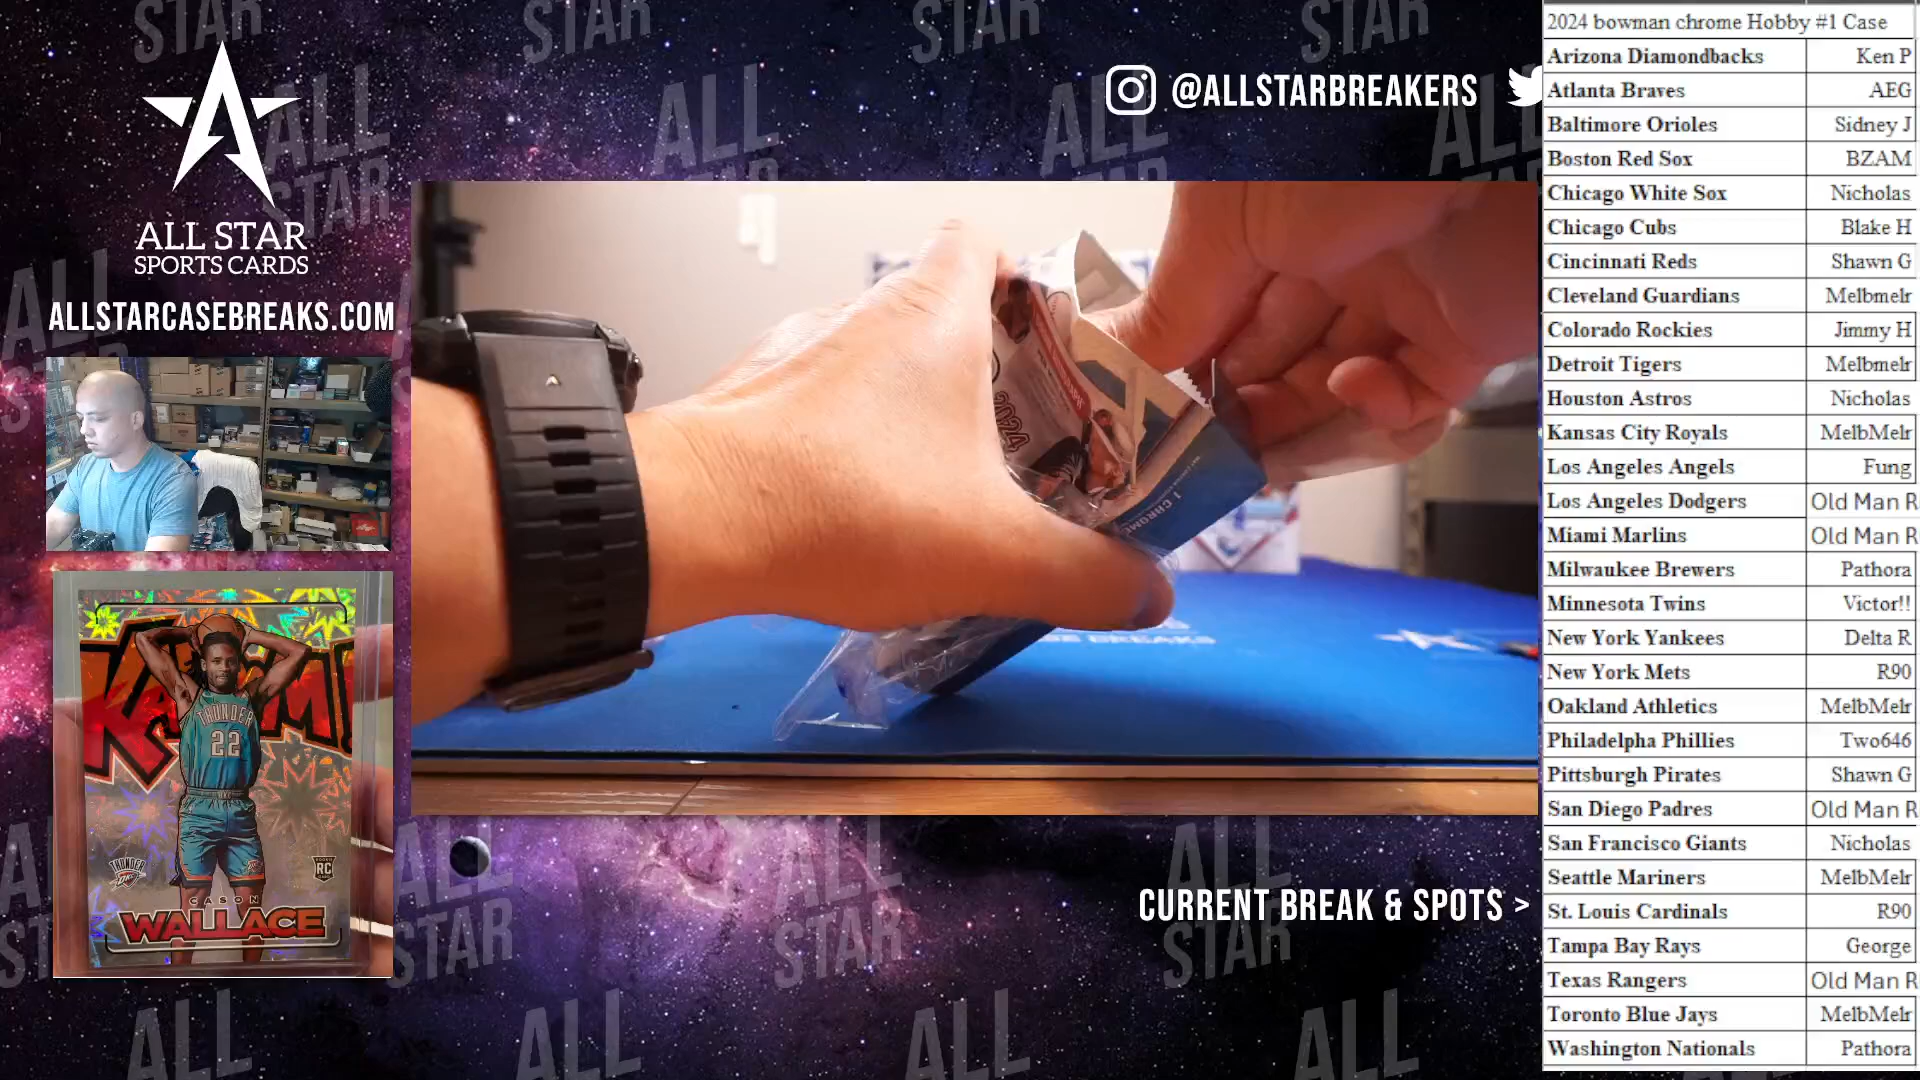 ALL STAR
SPORTS CARDS
ALLSTARCASEBREAKS.COM
@ALLSTARBREAKERS
THUNDER
22
THUNDER
RC
CASON
WALLACE
2024
CHROME
BREAKS
CURRENT BREAK & SPOTS >
2024 bowman chrome Hobby #1 Case
Arizona Diamondbacks Ken P
Atlanta Braves AEG
Baltimore Orioles Sidney J
Boston Red Sox BZAM
Chicago White Sox Nicholas
Chicago Cubs Blake H
Cincinnati Reds Shawn G
Cleveland Guardians Melbmelr
Colorado Rockies Jimmy H
Detroit Tigers Melbmelr
Houston Astros Nicholas
Kansas City Royals MelbMelr
Los Angeles Angels Fung
Los Angeles Dodgers Old Man R
Miami Marlins Old Man R
Milwaukee Brewers Pathora
Minnesota Twins Victor!!
New York Yankees Delta R
New York Mets R90
Oakland Athletics MelbMelr
Philadelpha Phillies Two646
Pittsburgh Pirates Shawn G
San Diego Padres Old Man R
San Francisco Giants Nicholas
Seattle Mariners MelbMelr
St. Louis Cardinals R90
Tampa Bay Rays George
Texas Rangers Old Man R
Toronto Blue Jays MelbMelr
Washington Nationals Pathora